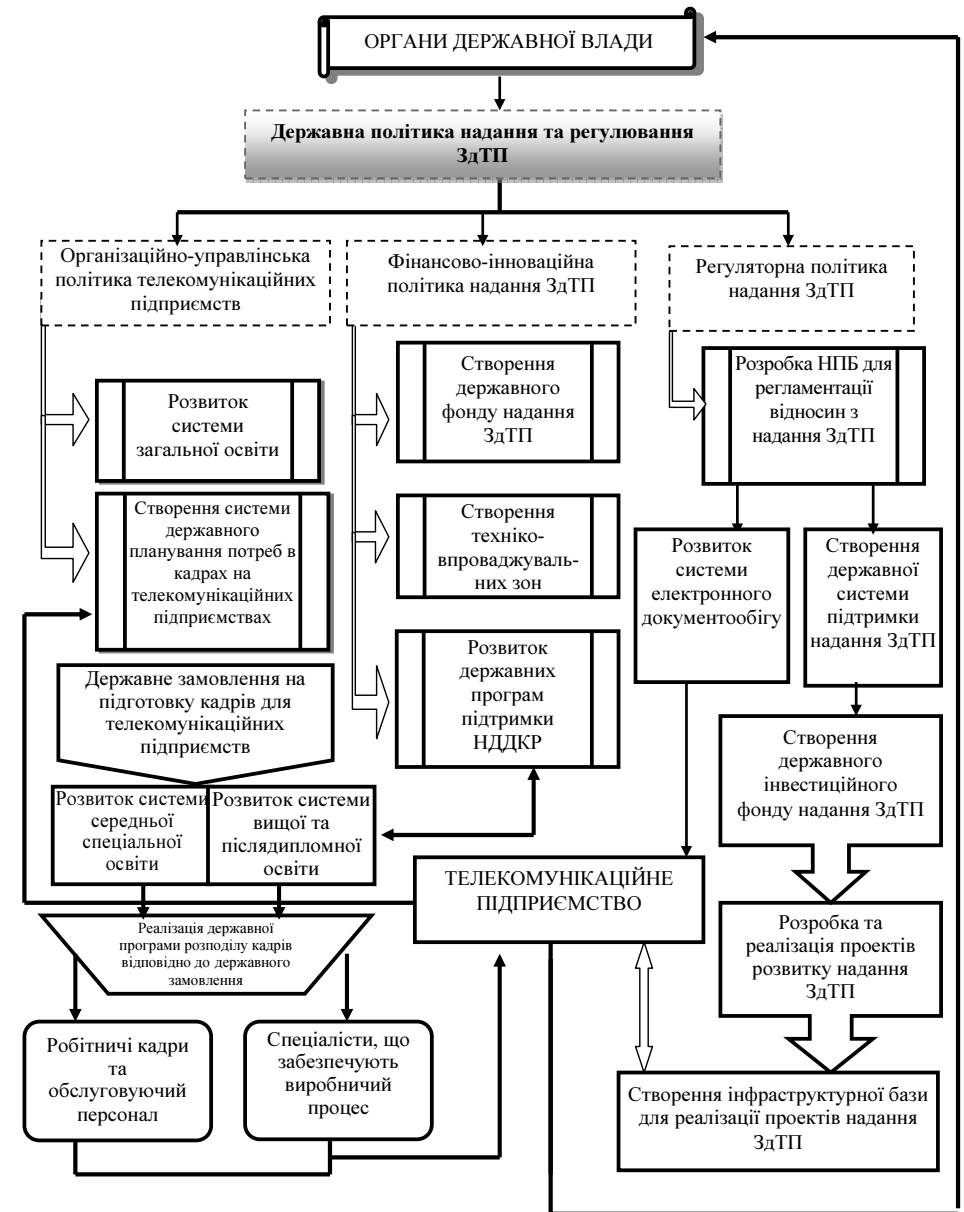 ОРГАНИ ДЕРЖАВНОЇ ВЛАДИ
Державна політика надання та регулювання
ЗдТП
Організаційно-управлінська
політика телекомунікаційних
підприємств
Фінансово-інноваційна
політика надання ЗдТП
Регуляторна політика
надання ЗдТП
Розвиток
системи
загальної освіти
Створення системи
державного
планування потреб в
кадрах на
телекомунікаційних
підприємствах
Державне замовлення на
підготовку кадрів для
телекомунікаційних
підприємств
Розвиток системи
середньої
спеціальної
освіти
Розвиток системи
вищої та
післядипломної
освіти
Реалізація державної
програми розподілу кадрів
відповідно до державного
замовлення
Робітничі кадри
та
обслуговуючий
персонал
Спеціалісти, що
забезпечують
виробничий
процес
Створення
державного
фонду надання
ЗдТП
Створення
техніко-
впроваджуваль-
них зон
Розвиток
державних
програм
підтримки
НДДКР
Розробка НПБ для
регламентації
відносин з
надання ЗдТП
Розвиток
системи
електронного
документообігу
Створення
державної
системи
підтримки
надання ЗдТП
Створення
державного
інвестиційного
фонду надання ЗдТП
ТЕЛЕКОМУНІКАЦІЙНЕ
ПІДПРИЄМСТВО
Розробка та
реалізація проектів
розвитку надання
ЗдТП
Створення інфраструктурної бази
для реалізації проектів надання
ЗдТП